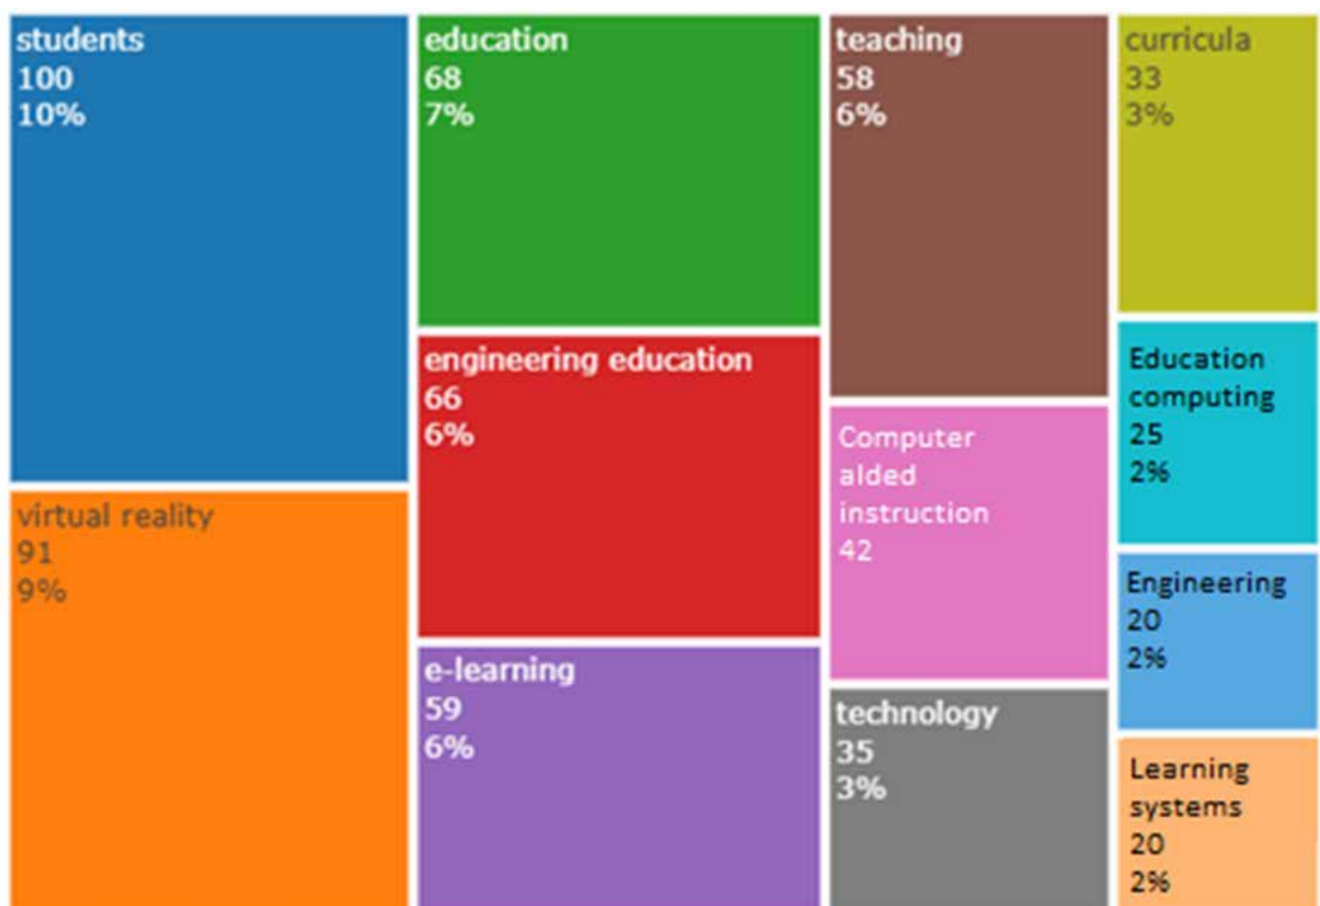 students
100
10%
virtual reality
91
9%
education
68
7%
engineering education
66
6%
e-learning
59
6%
teaching
58
6%
Computer
alded
instruction
42
technology
35
3%
curricula
33
3%
Education
computing
25
2%
Engineering
20
2%
Learning
systems
20
2%